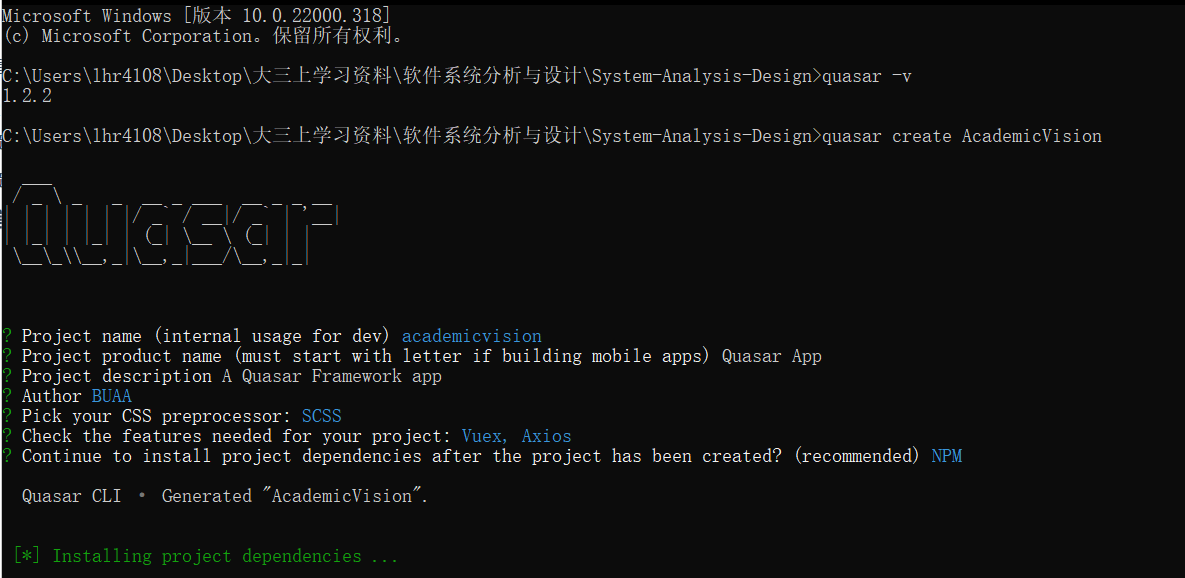 Microsoft Windows [版本 10.0.22000.318]
(c) Microsoft Corporation。保留所有权利。
C:\Users\lhr4108\Desktop\大三上学习资料\软件系统分析与设计\System-Analysis-Design>quasar -v
1.2.2
C:\Users\lhr4108\Desktop\大三上学习资料\软件系统分析与设计\System-Analysis-Design>quasar create AcademicVision
Quasar
? Project name (internal usage for dev) academicvision
? Project product name (must start with letter if building mobile apps) Quasar App
? Project description A Quasar Framework app
? Author BUAA
? Pick your CSS preprocessor: SCSS
? Check the features needed for your project: Vuex, Axios
? Continue to install project dependencies after the project has been created? (recommended) NPM
Quasar CLI · Generated "AcademicVision".
[*] Installing project dependencies ...